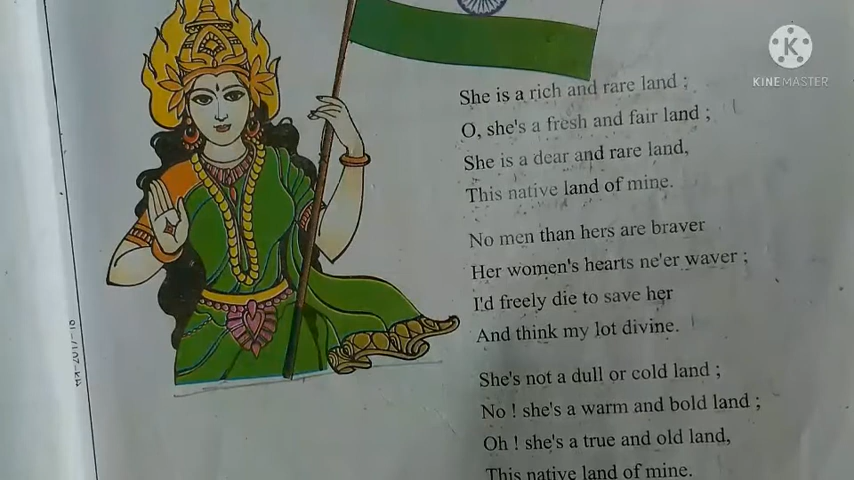 K
KINEMASTER
She is a rich and rare land ;
O, she's a fresh and fair land ;
She is a dear and rare land,
This native land of mine.
No men than hers are braver
Her women's hearts ne'er waver ;
I'd freely die to save her
And think my lot divine.
She's not a dull or cold land ;
No ! she's a warm and bold land ;
Oh ! she's a true and old land,
This native land of mine.